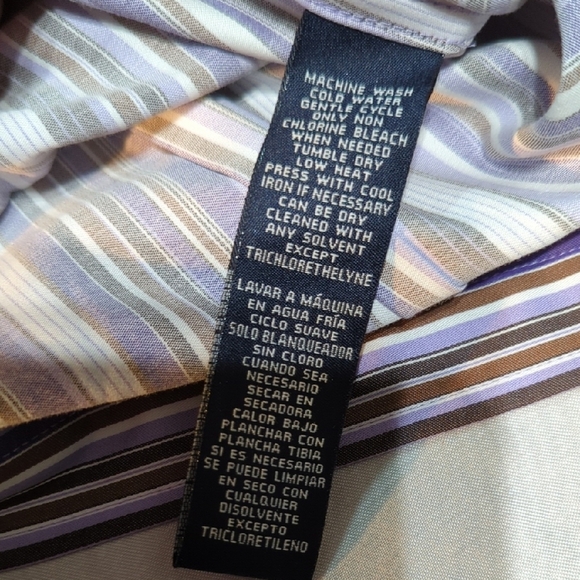 MACHINE WASH
COLD WATER
GENTLE CYCLE
ONLY NON
CHLORINE BLEACH
WHEN NEEDED
TUMBLE DRY
LOW HEAT
PRESS WITH COOL
IRON IF NECESSARY
CAN BE DRY
CLEANED WITH
ANY SOLVENT
EXCEPT
TRICHLORETHELYNE
LAVAR A MÁQUINA
EN AGUA FRÍA
CICLO SUAVE
SOLO BLANQUEADOR
SIN CLORO
CUANDO SEA
NECESARIO
SECAR EN
SECADORA
CALOR BAJO
PLANCHAR CON
PLANCHA TIBIA
SI ES NECESARIO
SE PUEDE LIMPIAR
EN SECO CON
CUALQUIER
DISOLVENTE
EXCEPTO
TRICLORETILENO